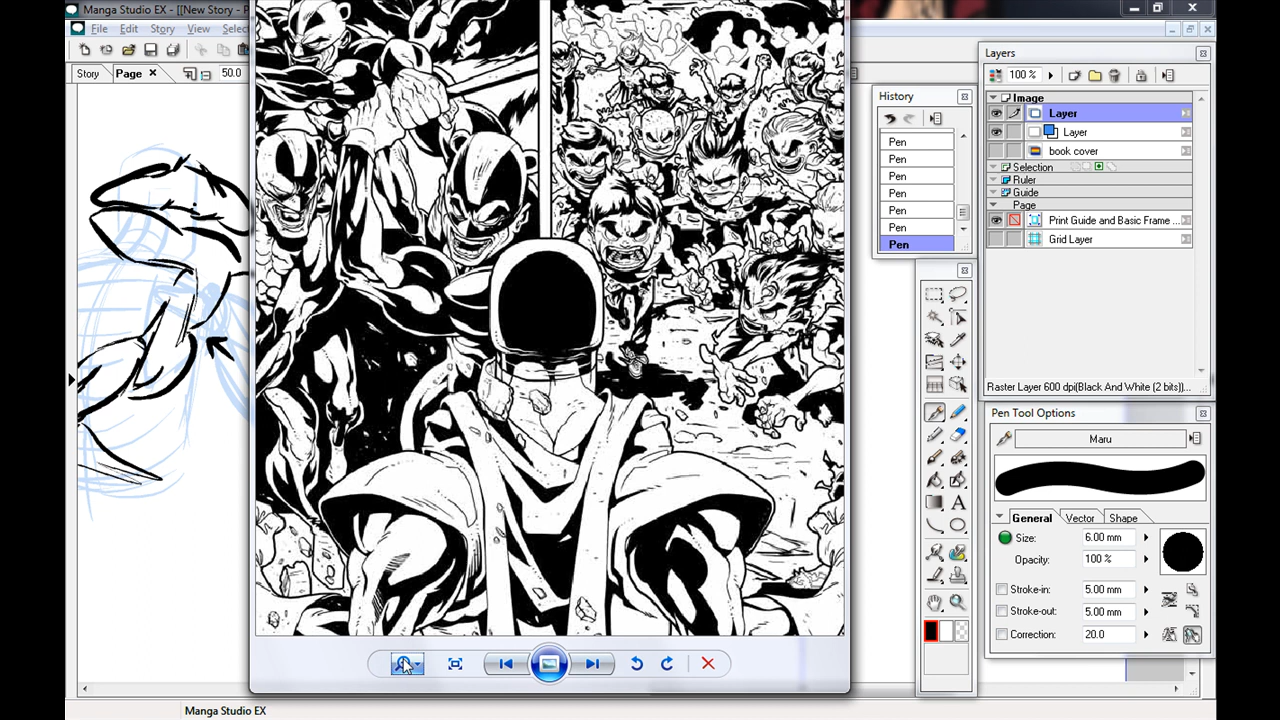 Manga Studio EX - [[New Story - P
File Edit Story View Selec
Story Page 50.0
History
Pen
Pen
Pen
Pen
Pen
Pen
Pen
Layers
100 %
Image
Layer
Layer
book cover
Selection
Ruler
Guide
Page
Print Guide and Basic Frame ...
Grid Layer
Raster Layer 600 dpi(Black And White (2 bits))...
Pen Tool Options
Maru
General Vector Shape
Size: 6.00 mm
Opacity: 100 %
Stroke-in: 5.00 mm
Stroke-out: 5.00 mm
Correction: 20.0
Manga Studio EX